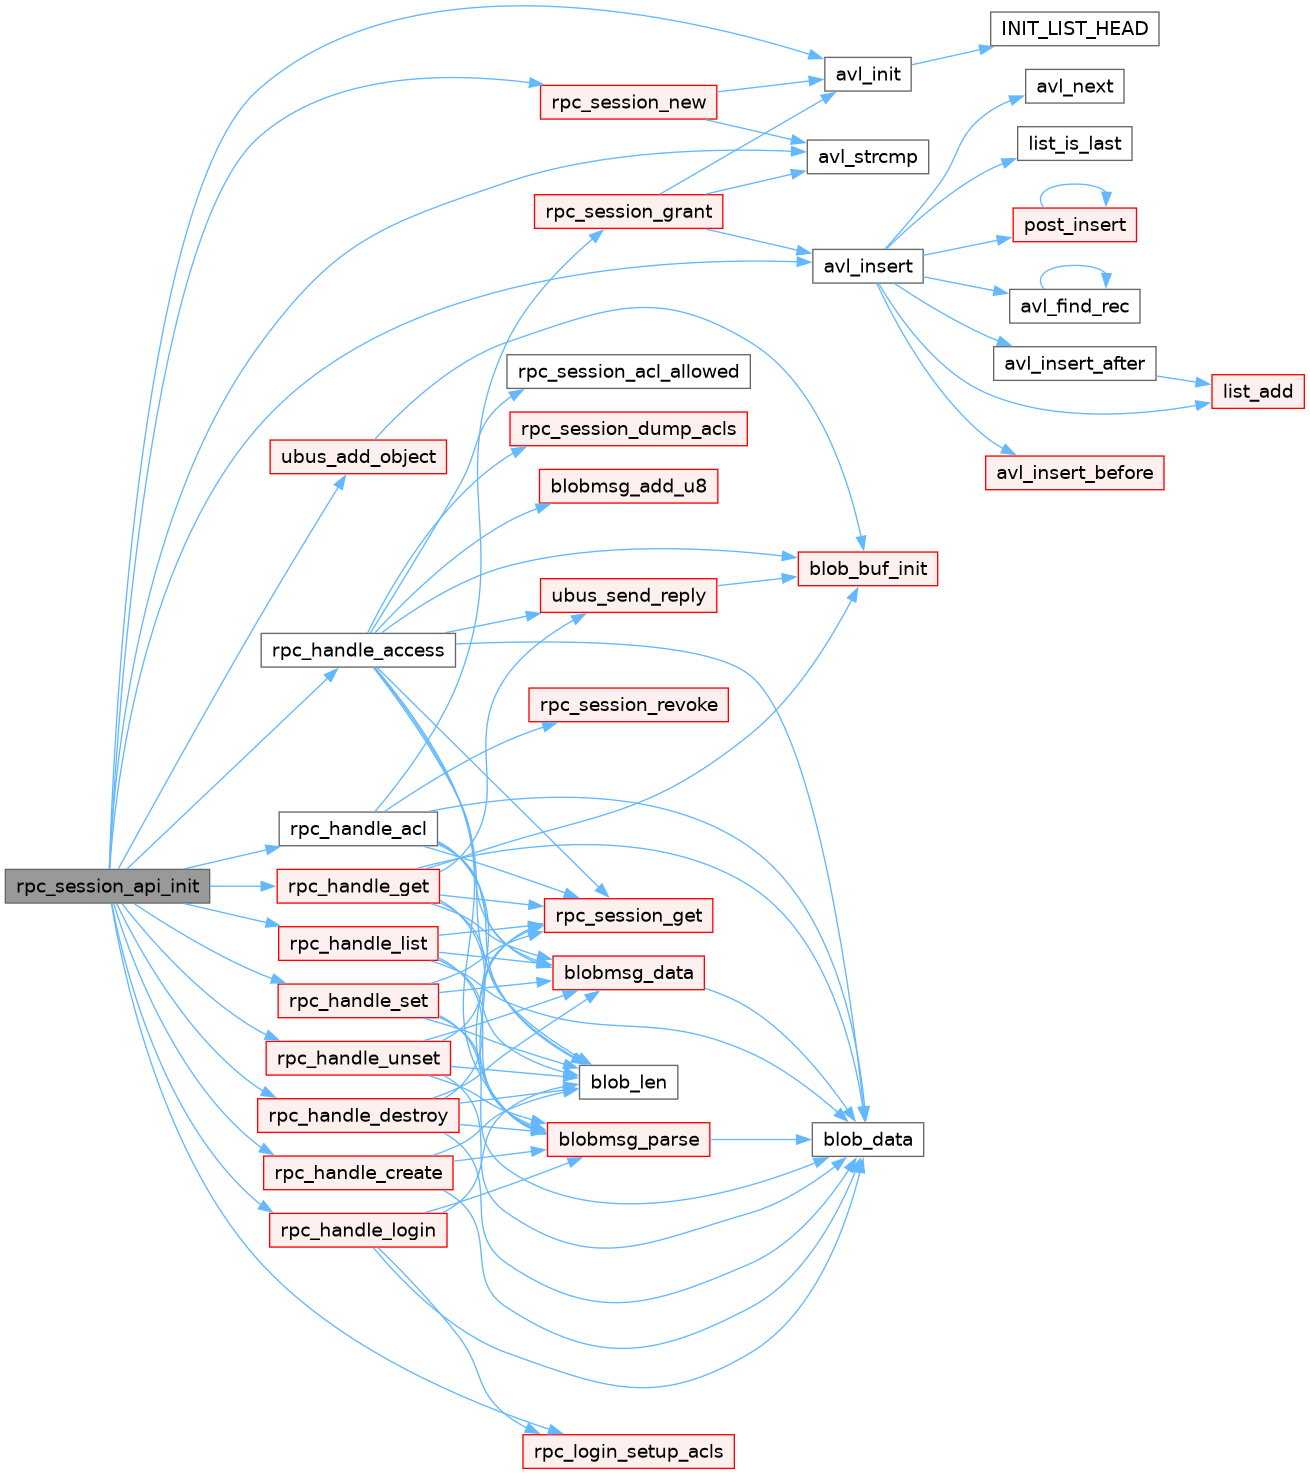 INIT_LIST_HEAD
avl_init
avl_next
rpc_session_new
list_is_last
avl_strcmp
rpc_session_grant
post_insert
avl_insert
avl_find_rec
avl_insert_after
rpc_session_acl_allowed
list_add
rpc_session_dump_acls
ubus_add_object
avl_insert_before
blobmsg_add_u8
blob_buf_init
ubus_send_reply
rpc_handle_access
rpc_session_revoke
rpc_handle_acl
rpc_session_api_init
rpc_handle_get
rpc_session_get
rpc_handle_list
blobmsg_data
rpc_handle_set
rpc_handle_unset
blob_len
rpc_handle_destroy
blobmsg_parse
blob_data
rpc_handle_create
rpc_handle_login
rpc_login_setup_acls